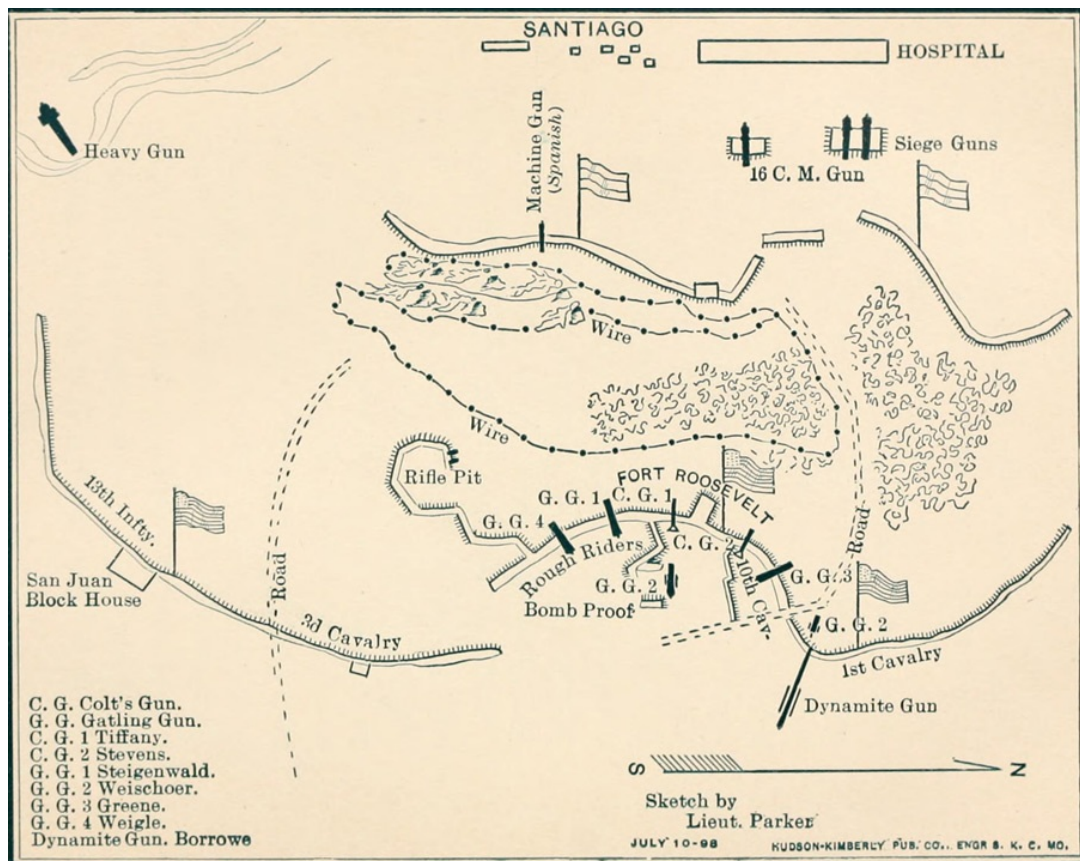 SANTIAGO
HOSPITAL
Heavy Gun
Machine Gun
(Spanish)
Siege Guns
16 C. M. Gun
Wire
Wire
Rifle Pit
FORT ROOSEVELT
G. G. 1
C. G. 1
G. G. 4
C. G. 2
Rough Riders
G. G. 2
Bomb Proof
10th Cav.
G. G. 3
G. G. 2
Road
Road
13th Infty.
San Juan
Block House
3d Cavalry
1st Cavalry
Dynamite Gun
C. G. Colt's Gun.
G. G. Gatling Gun.
C. G. 1 Tiffany.
C. G. 2 Stevens.
G. G. 1 Steigenwald.
G. G. 2 Weischoer.
G. G. 3 Greene.
G. G. 4 Weigle.
Dynamite Gun. Borrowe
S
N
Sketch by
Lieut. Parker
JULY 10-98
HUDSON-KIMBERLY PUB. CO., ENGR S. K. C. MO.